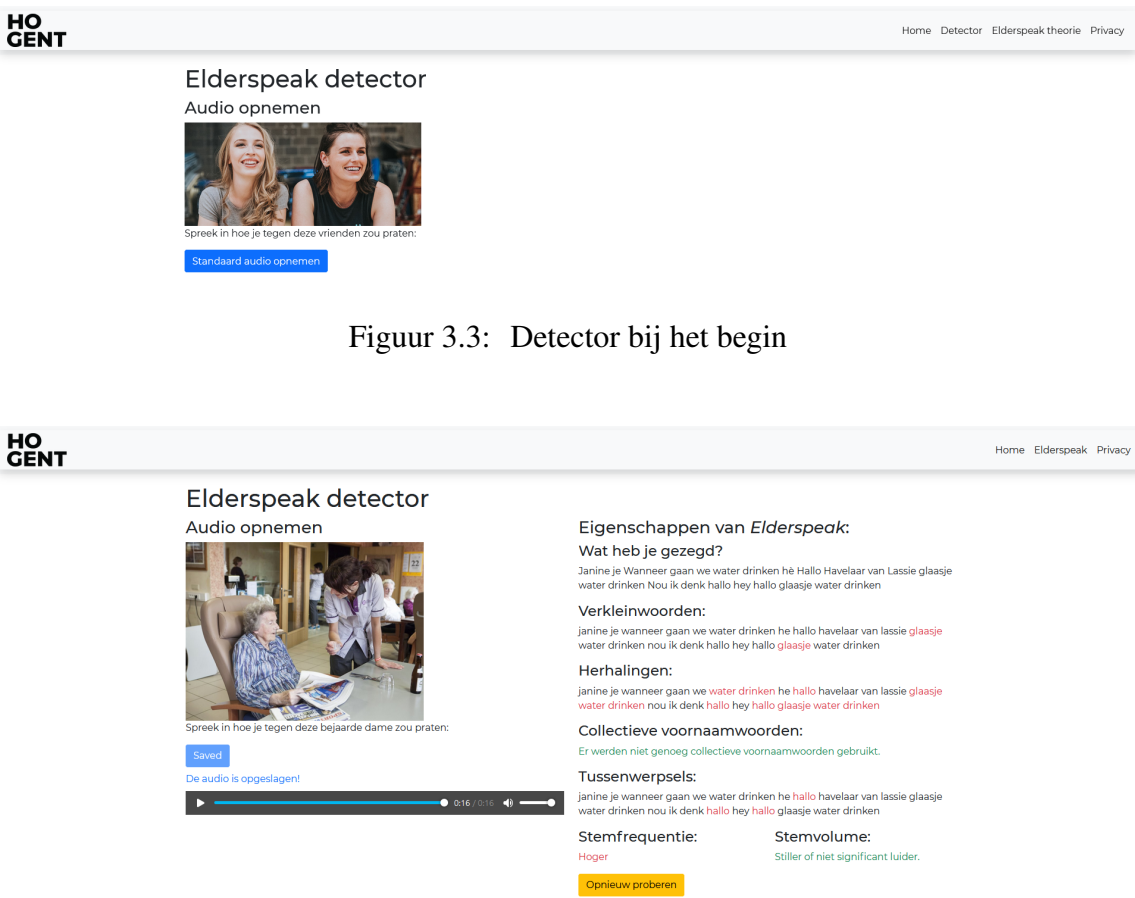 HO
GENT
Home Detector Elderspeak theorie Privacy
Elderspeak detector
Audio opnemen
Spreek in hoe je tegen deze vrienden zou praten:
Standaard audio opnemen
Figuur 3.3: Detector bij het begin
HO
GENT
Home Elderspeak Privacy
Elderspeak detector
Audio opnemen
22
Spreek in hoe je tegen deze bejaarde dame zou praten:
Saved
De audio is opgeslagen!
0:16 / 0:16
Eigenschappen van Elderspeak:
Wat heb je gezegd?
Janine je Wanneer gaan we water drinken hè Hallo Havelaar van Lassie glaasje
water drinken Nou ik denk hallo hey hallo glaasje water drinken
Verkleinwoorden:
janine je wanneer gaan we water drinken he hallo havelaar van lassie glaasje
water drinken nou ik denk hallo hey hallo glaasje water drinken
Herhalingen:
janine je wanneer gaan we water drinken he hallo havelaar van lassie glaasje
water drinken nou ik denk hallo hey hallo glaasje water drinken
Collectieve voornaamwoorden:
Er werden niet genoeg collectieve voornaamwoorden gebruikt.
Tussenwerpsels:
janine je wanneer gaan we water drinken he hallo havelaar van lassie glaasje
water drinken nou ik denk hallo hey hallo glaasje water drinken
Stemfrequentie: Stemvolume:
Hoger Stiller of niet significant luider.
Opnieuw proberen